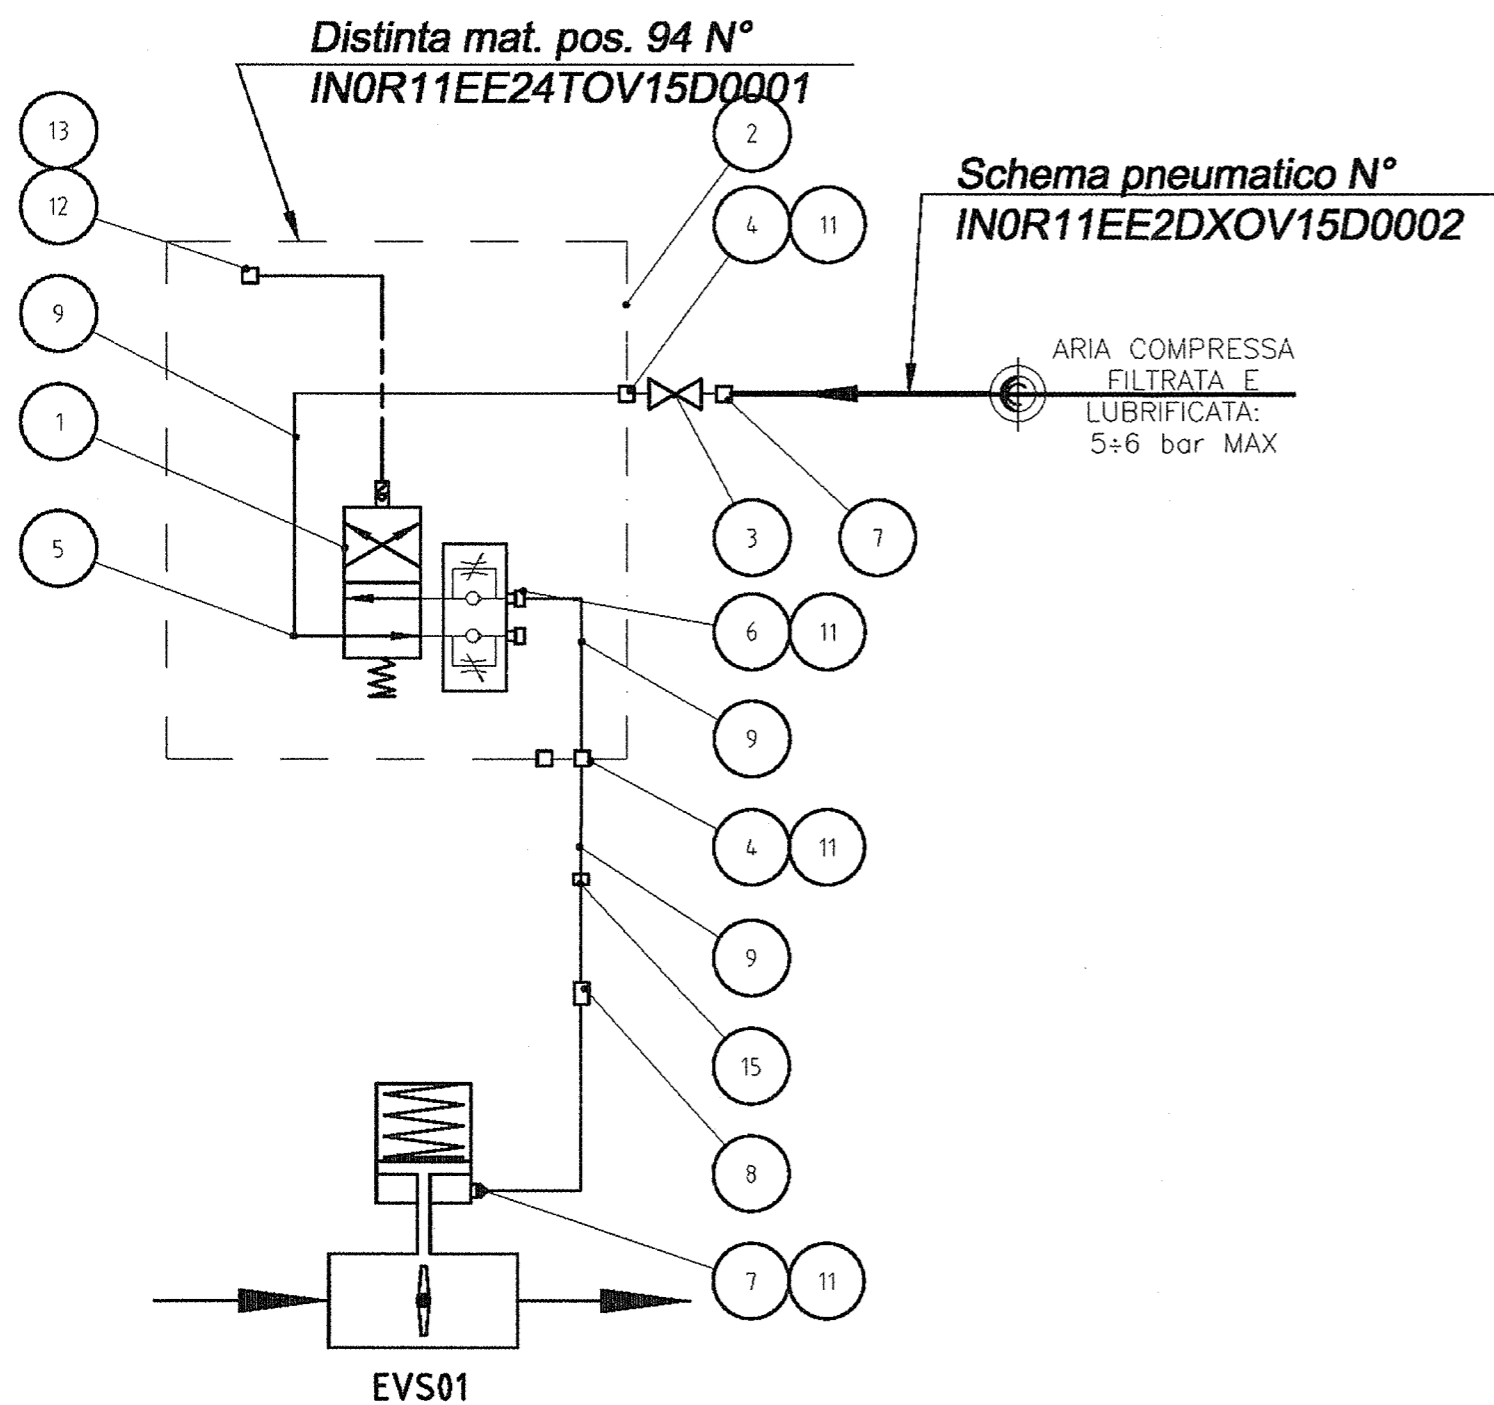 Distinta mat. pos. 94 N°
IN0R11EE24TOV15D0001
13
2
Schema pneumatico N°
IN0R11EE2DXOV15D0002
12
4 11
9
ARIA COMPRESSA
FILTRATA E
LUBRIFICATA:
5÷6 bar MAX
1
5
3
7
6 11
9
4 11
9
15
8
7 11
EVS01